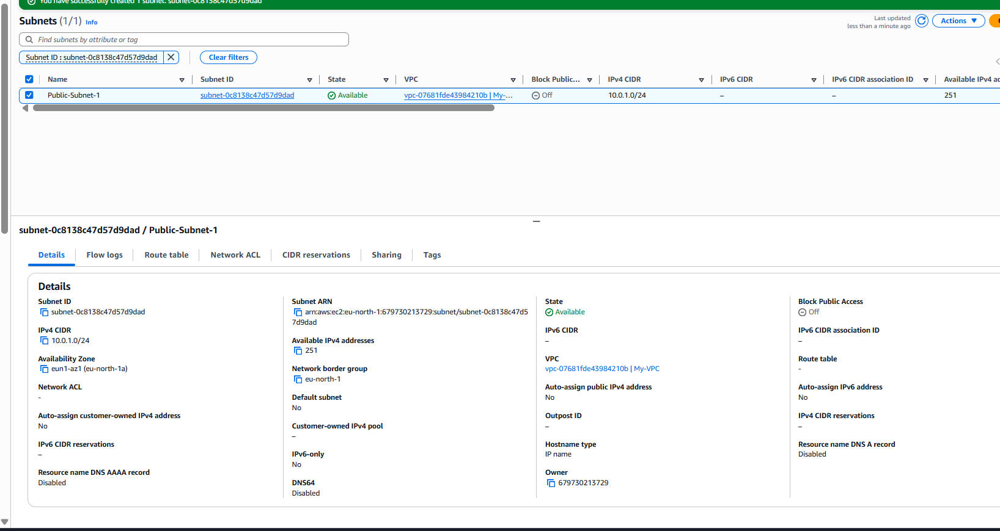 You have successfully created 1 subnet: subnet-0c8138c47d57d9dad
Subnets (1/1) Info
Last updated
less than a minute ago
Actions
Find subnets by attribute or tag
Subnet ID : subnet-0c8138c47d57d9dad
Clear filters
Name Subnet ID State VPC Block Public... IPv4 CIDR IPv6 CIDR IPv6 CIDR association ID Available IPv4
Public-Subnet-1 subnet-0c8138c47d57d9dad Available vpc-07681fde43984210b | My-... Off 10.0.1.0/24 – – 251
subnet-0c8138c47d57d9dad / Public-Subnet-1
Details Flow logs Route table Network ACL CIDR reservations Sharing Tags
Details
Subnet ID
subnet-0c8138c47d57d9dad
IPv4 CIDR
10.0.1.0/24
Availability Zone
eun1-az1 (eu-north-1a)
Network ACL
-
Auto-assign customer-owned IPv4 address
No
IPv6 CIDR reservations
–
Resource name DNS AAAA record
Disabled
Subnet ARN
arn:aws:ec2:eu-north-1:679730213729:subnet/subnet-0c8138c47d5
7d9dad
Available IPv4 addresses
251
Network border group
eu-north-1
Default subnet
No
Customer-owned IPv4 pool
–
IPv6-only
No
DNS64
Disabled
State
Available
IPv6 CIDR
–
VPC
vpc-07681fde43984210b | My-VPC
Auto-assign public IPv4 address
No
Outpost ID
–
Hostname type
IP name
Owner
679730213729
Block Public Access
Off
IPv6 CIDR association ID
–
Route table
-
Auto-assign IPv6 address
No
IPv4 CIDR reservations
–
Resource name DNS A record
Disabled